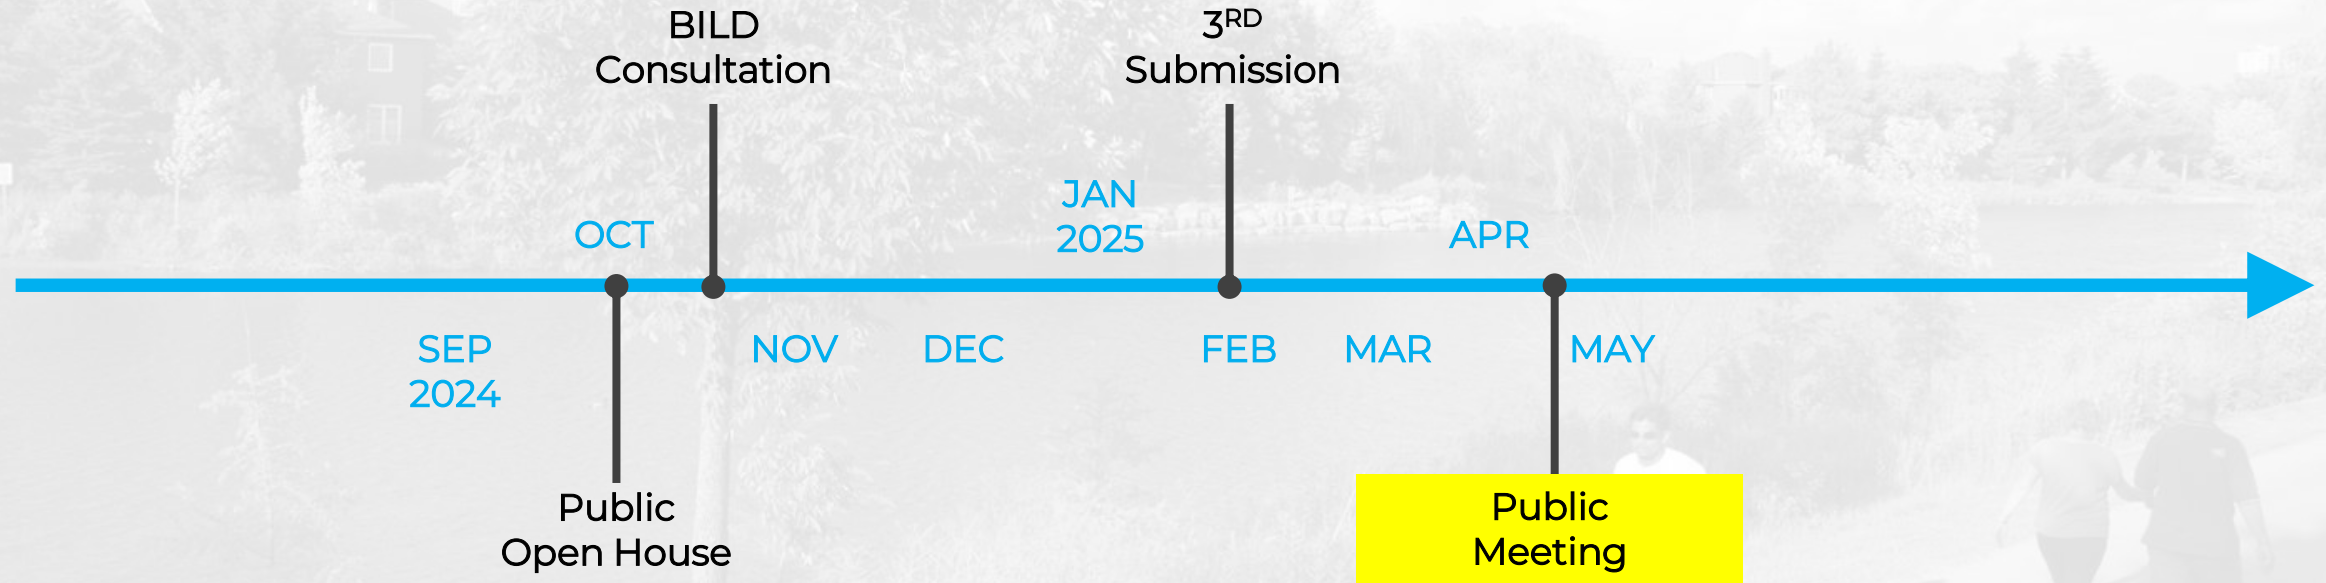 BILD
Consultation
3RD
Submission
JAN
2025
OCT
APR
SEP
2024
NOV
DEC
FEB
MAR
MAY
Public
Open House
Public
Meeting